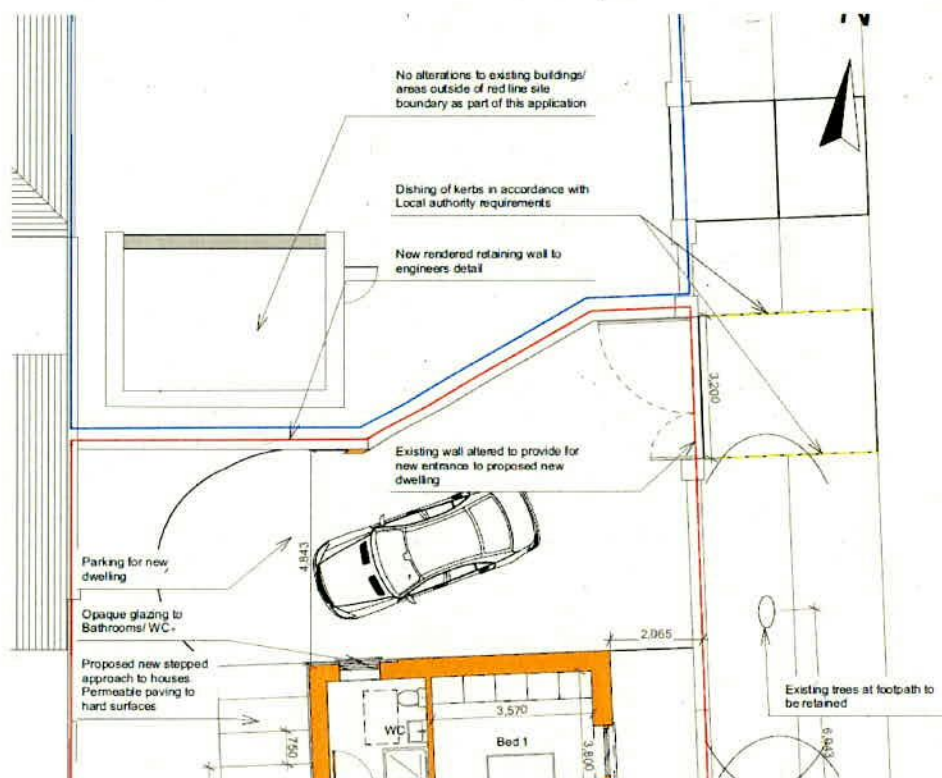 N
No alterations to existing buildings/
areas outside of red line site
boundary as part of this application
Dishing of kerbs in accordance with
Local authority requirements
New rendered retaining wall to
engineers detail
3,200
Existing wall altered to provide for
new entrance to proposed new
dwelling
4,843
Parking for new
dwelling
Opaque glazing to
Bathrooms/ WC
2,065
Proposed new stepped
approach to houses
Permeable paving to
hard surfaces
Existing trees at footpath to
be retained
3,570
WC
Bed 1
750
3,800
6,043